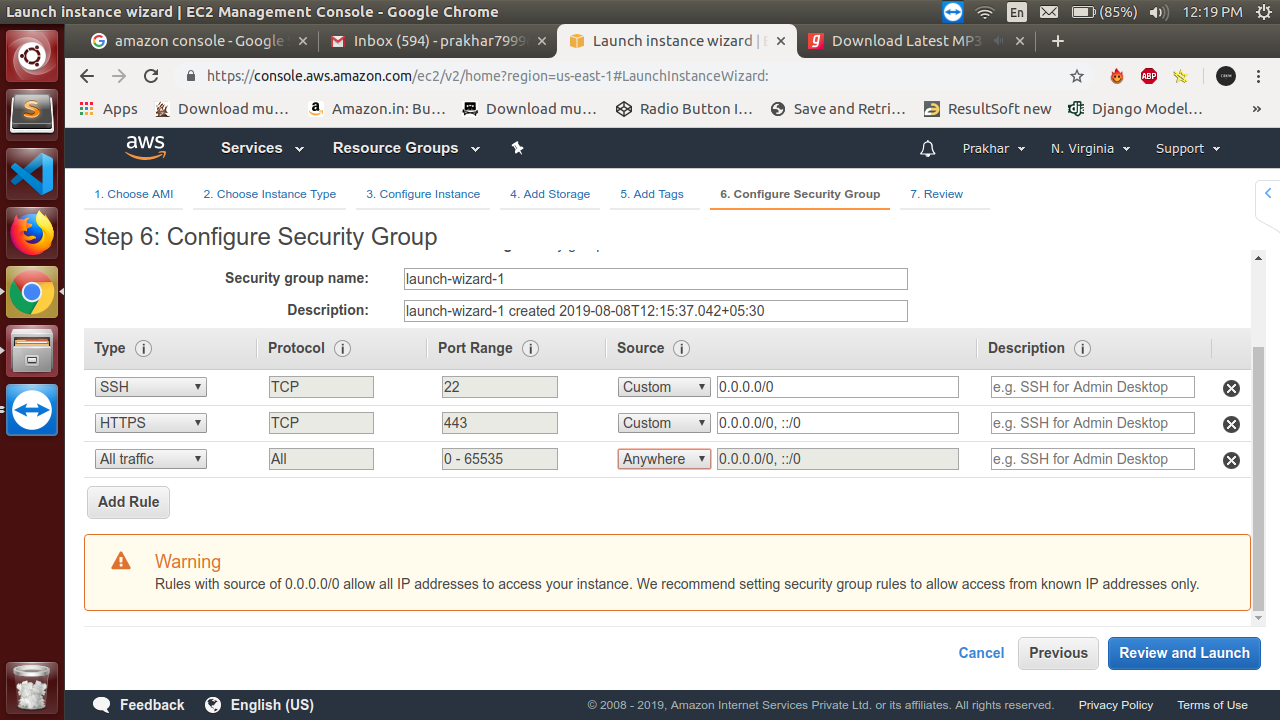 Launch instance wizard | EC2 Management Console - Google Chrome
En
(85%)
12:19 PM
amazon console - Google
Inbox (594) - prakhar7999
Launch instance wizard | E
Download Latest MP3
https://console.aws.amazon.com/ec2/v2/home?region=us-east-1#LaunchInstanceWizard:
ABP
Apps
Download mu…
Amazon.in: Bu…
Download mu…
Radio Button I…
Save and Retri…
ResultSoft new
Django Model…
»
aws
Services
Resource Groups
Prakhar
N. Virginia
Support
1. Choose AMI
2. Choose Instance Type
3. Configure Instance
4. Add Storage
5. Add Tags
6. Configure Security Group
7. Review
Step 6: Configure Security Group
Security group name:
launch-wizard-1
Description:
launch-wizard-1 created 2019-08-08T12:15:37.042+05:30
Type
Protocol
Port Range
Source
Description
SSH
TCP
22
Custom
0.0.0.0/0
e.g. SSH for Admin Desktop
HTTPS
TCP
443
Custom
0.0.0.0/0, ::/0
e.g. SSH for Admin Desktop
All traffic
All
0 - 65535
Anywhere
0.0.0.0/0, ::/0
e.g. SSH for Admin Desktop
Add Rule
Warning
Rules with source of 0.0.0.0/0 allow all IP addresses to access your instance. We recommend setting security group rules to allow access from known IP addresses only.
Cancel
Previous
Review and Launch
Feedback
English (US)
© 2008 - 2019, Amazon Internet Services Private Ltd. or its affiliates. All rights reserved.
Privacy Policy
Terms of Use